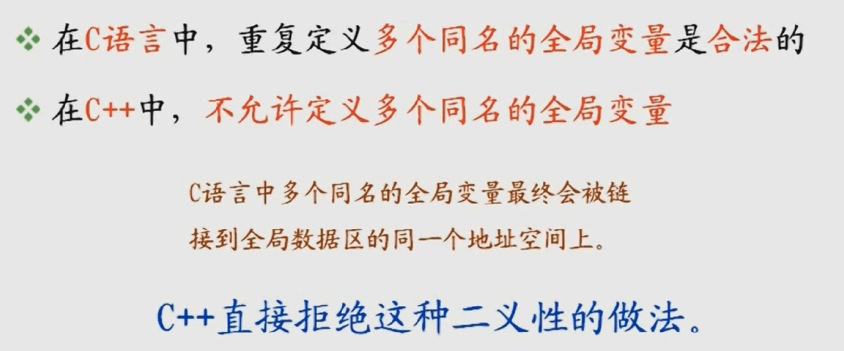 在C语言中，重复定义多个同名的全局变量是合法的
在C++中，不允许定义多个同名的全局变量
C语言中多个同名的全局变量最终会被链
接到全局数据区的同一个地址空间上。
C++直接拒绝这种二义性的做法。